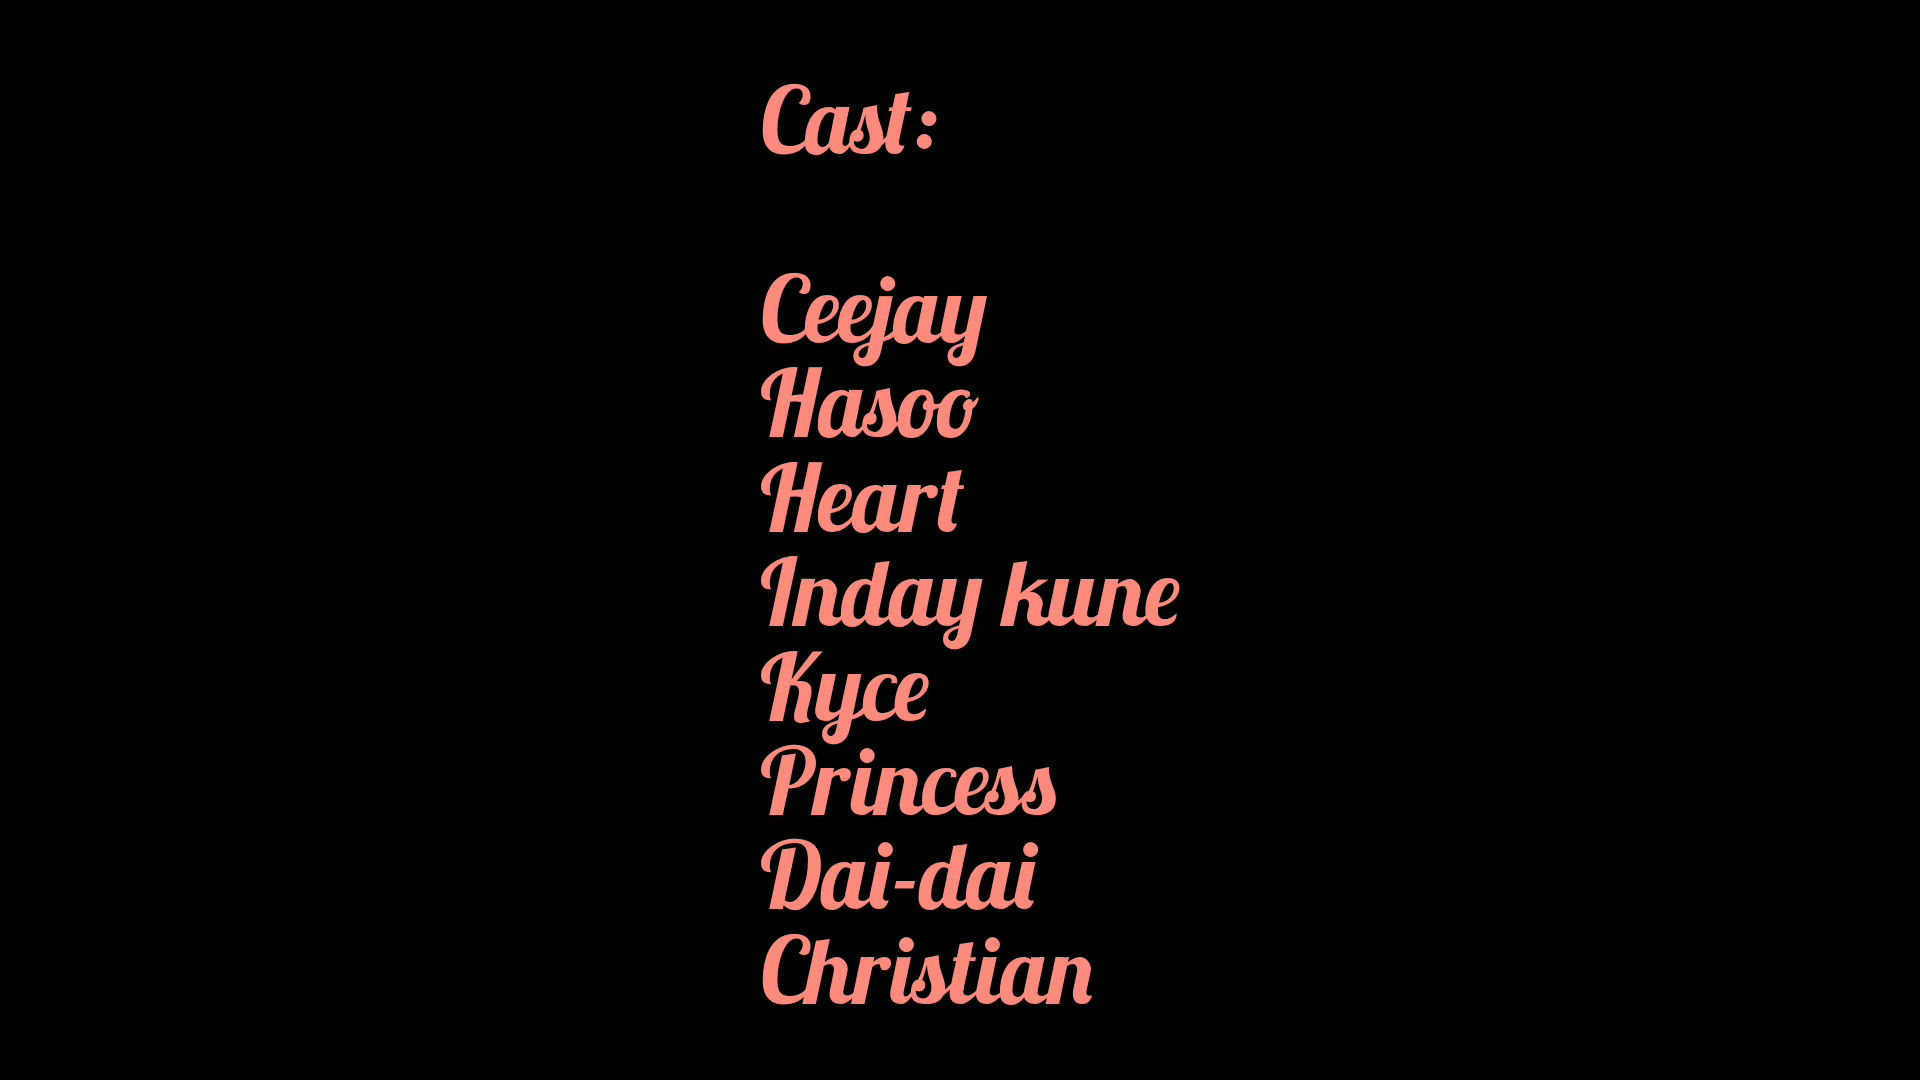 Cast:
Ceejay
Hasoo
Heart
Inday kune
Kyce
Princess
Dai-dai
Christian